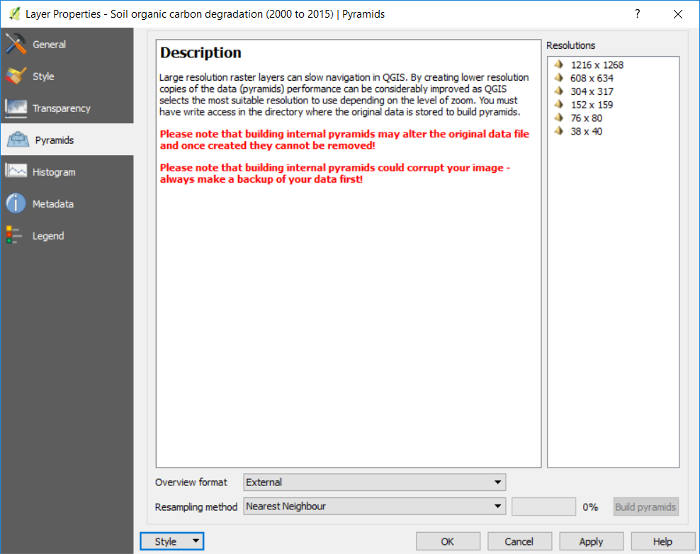 Layer Properties - Soil organic carbon degradation (2000 to 2015) | Pyramids
?
General
Style
Transparency
Pyramids
Histogram
Metadata
Legend
Description
Large resolution raster layers can slow navigation in QGIS. By creating lower resolution
copies of the data (pyramids) performance can be considerably improved as QGIS
selects the most suitable resolution to use depending on the level of zoom. You must
have write access in the directory where the original data is stored to build pyramids.
Please note that building internal pyramids may alter the original data file
and once created they cannot be removed!
Please note that building internal pyramids could corrupt your image -
always make a backup of your data first!
Resolutions
1216 x 1268
608 x 634
304 x 317
152 x 159
76 x 80
38 x 40
Overview format External
Resampling method Nearest Neighbour 0% Build pyramids
Style OK Cancel Apply Help